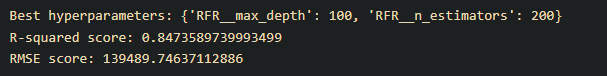 Best hyperparameters: {'RFR__max_depth': 100, 'RFR__n_estimators': 200}
R-squared score: 0.8473589739993499
RMSE score: 139489.74637112886